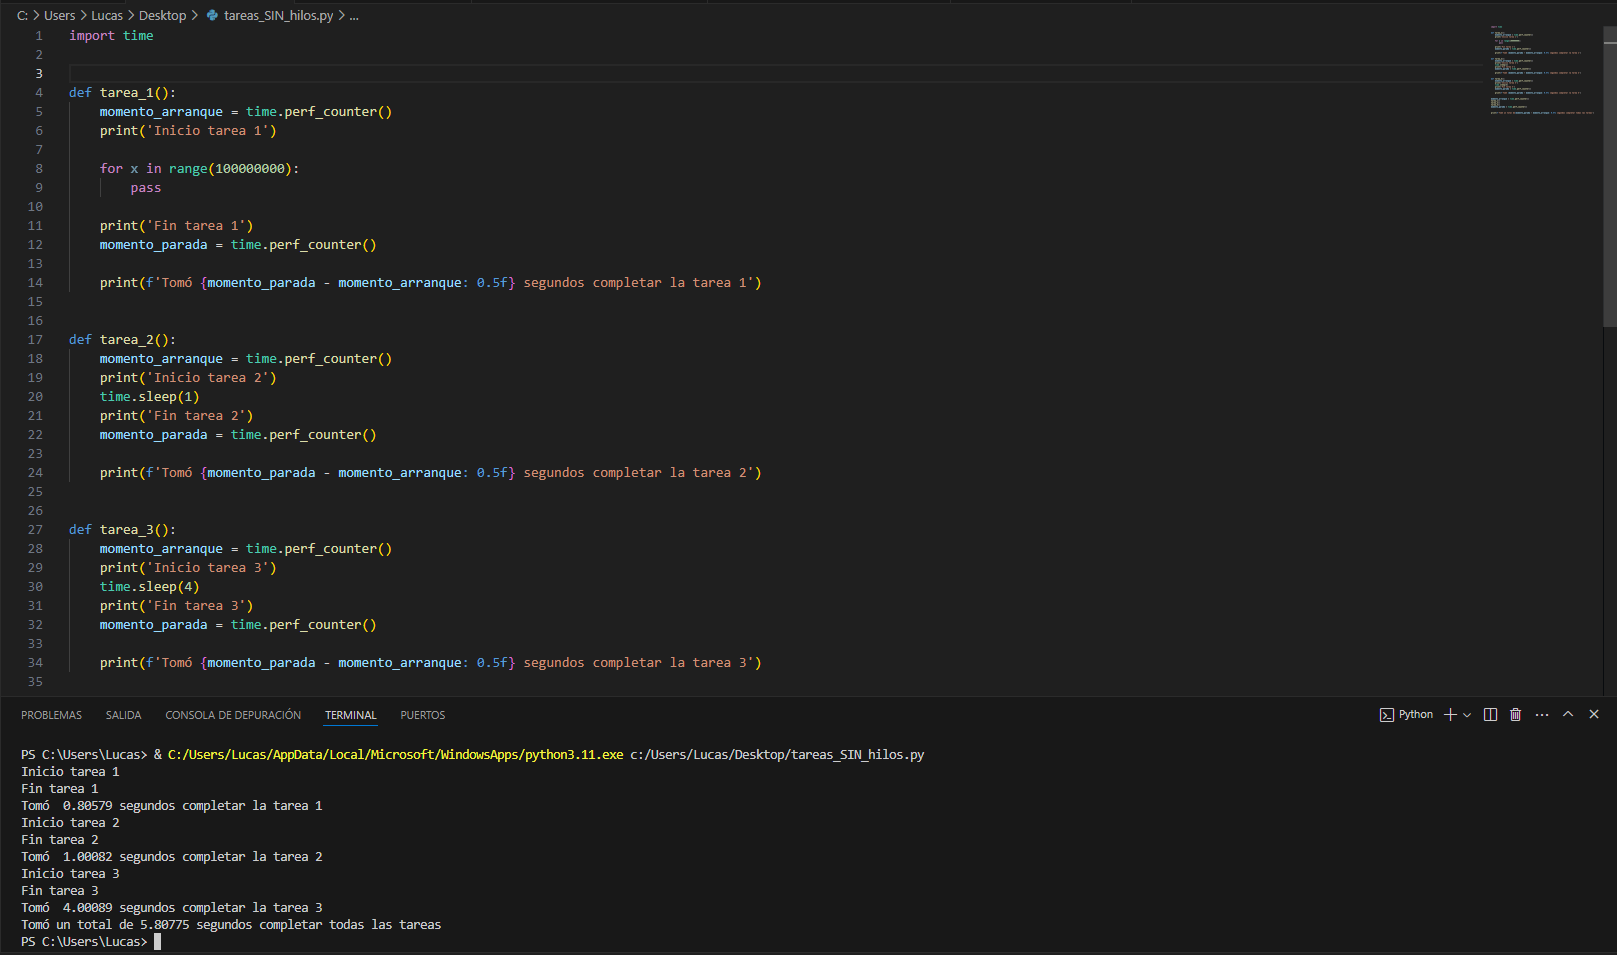 C: > Users > Lucas > Desktop > tareas_SIN_hilos.py > ...
1 import time
2
3
4 def tarea_1():
5 momento_arranque = time.perf_counter()
6 print('Inicio tarea 1')
7
8 for x in range(100000000):
9 pass
10
11 print('Fin tarea 1')
12 momento_parada = time.perf_counter()
13
14 print(f'Tomó {momento_parada - momento_arranque: 0.5f} segundos completar la tarea 1')
15
16
17 def tarea_2():
18 momento_arranque = time.perf_counter()
19 print('Inicio tarea 2')
20 time.sleep(1)
21 print('Fin tarea 2')
22 momento_parada = time.perf_counter()
23
24 print(f'Tomó {momento_parada - momento_arranque: 0.5f} segundos completar la tarea 2')
25
26
27 def tarea_3():
28 momento_arranque = time.perf_counter()
29 print('Inicio tarea 3')
30 time.sleep(4)
31 print('Fin tarea 3')
32 momento_parada = time.perf_counter()
33
34 print(f'Tomó {momento_parada - momento_arranque: 0.5f} segundos completar la tarea 3')
35
PROBLEMAS SALIDA CONSOLA DE DEPURACIÓN TERMINAL PUERTOS Python
PS C:\Users\Lucas> & C:/Users/Lucas/AppData/Local/Microsoft/WindowsApps/python3.11.exe c:/Users/Lucas/Desktop/tareas_SIN_hilos.py
Inicio tarea 1
Fin tarea 1
Tomó  0.80579 segundos completar la tarea 1
Inicio tarea 2
Fin tarea 2
Tomó  1.00082 segundos completar la tarea 2
Inicio tarea 3
Fin tarea 3
Tomó  4.00089 segundos completar la tarea 3
Tomó un total de 5.80775 segundos completar todas las tareas
PS C:\Users\Lucas>